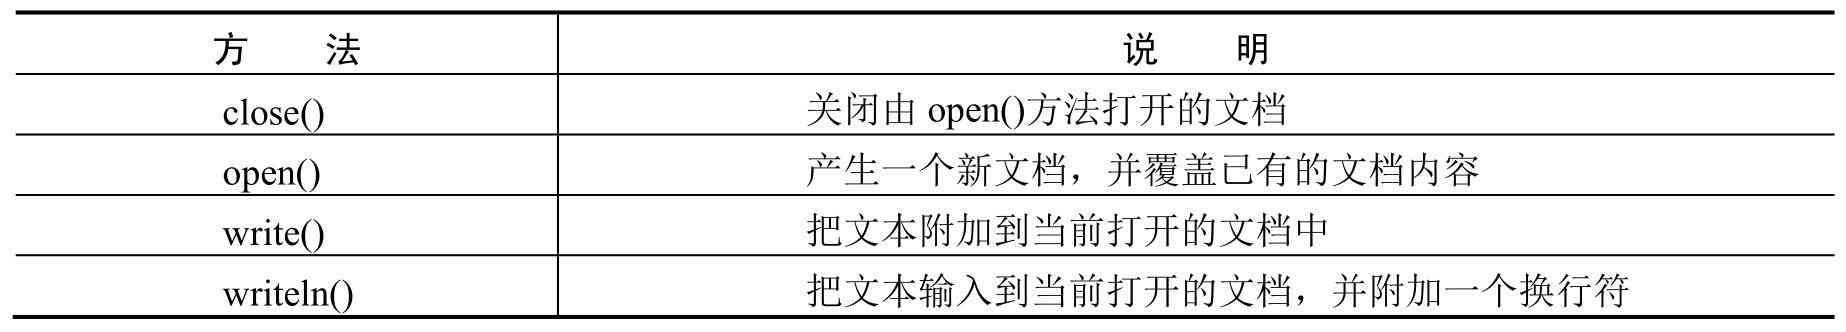 方 法 说 明
close() 关闭由 open()方法打开的文档
open() 产生一个新文档，并覆盖已有的文档内容
write() 把文本附加到当前打开的文档中
writeln() 把文本输入到当前打开的文档，并附加一个换行符